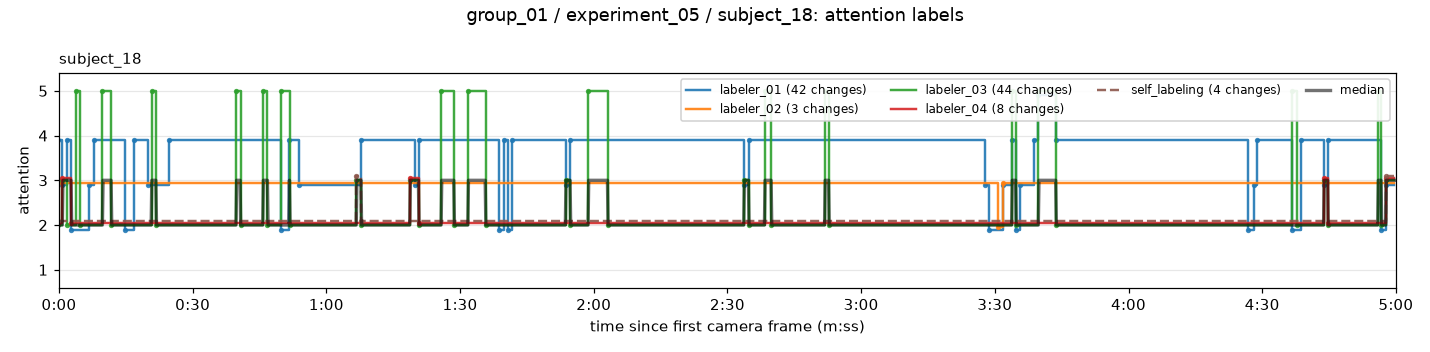 group_01 / experiment_05 / subject_18: attention labels
subject_18
labeler_01 (42 changes)
labeler_02 (3 changes)
labeler_03 (44 changes)
labeler_04 (8 changes)
self_labeling (4 changes)
median
attention
5
4
3
2
1
0:00 0:30 1:00 1:30 2:00 2:30 3:00 3:30 4:00 4:30 5:00
time since first camera frame (m:ss)